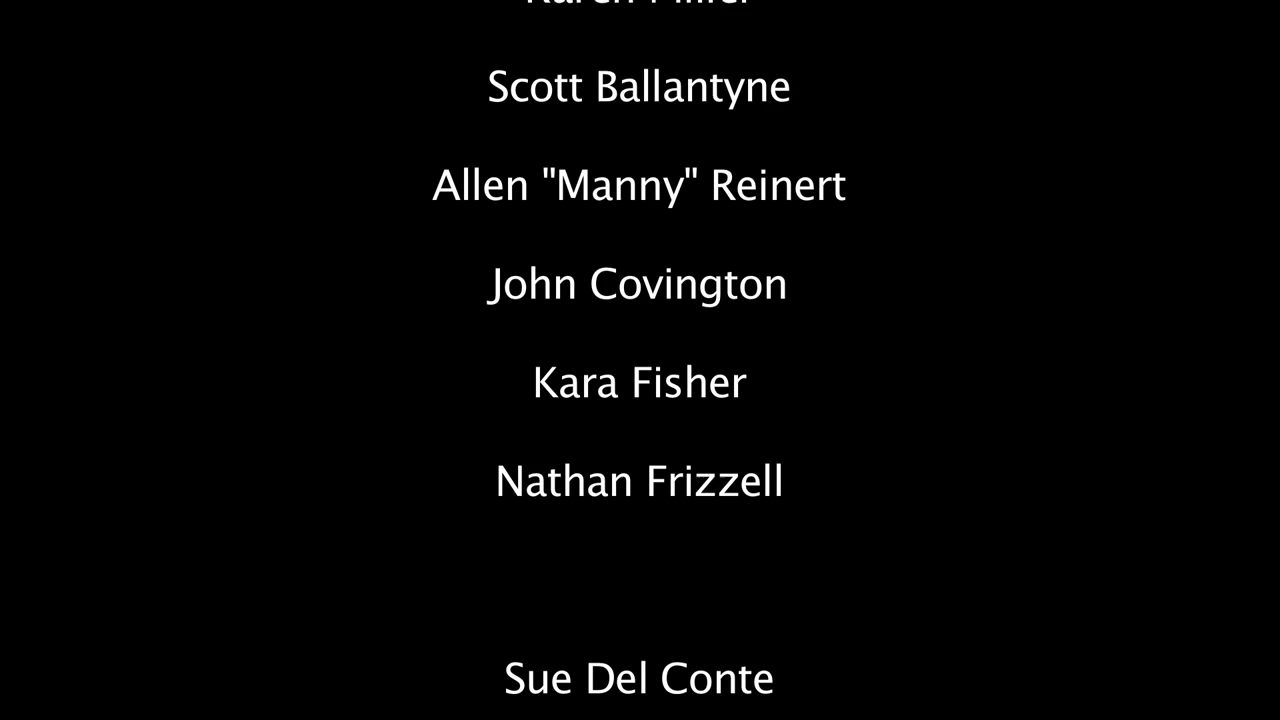 Scott Ballantyne
Allen "Manny" Reinert
John Covington
Kara Fisher
Nathan Frizzell
Sue Del Conte